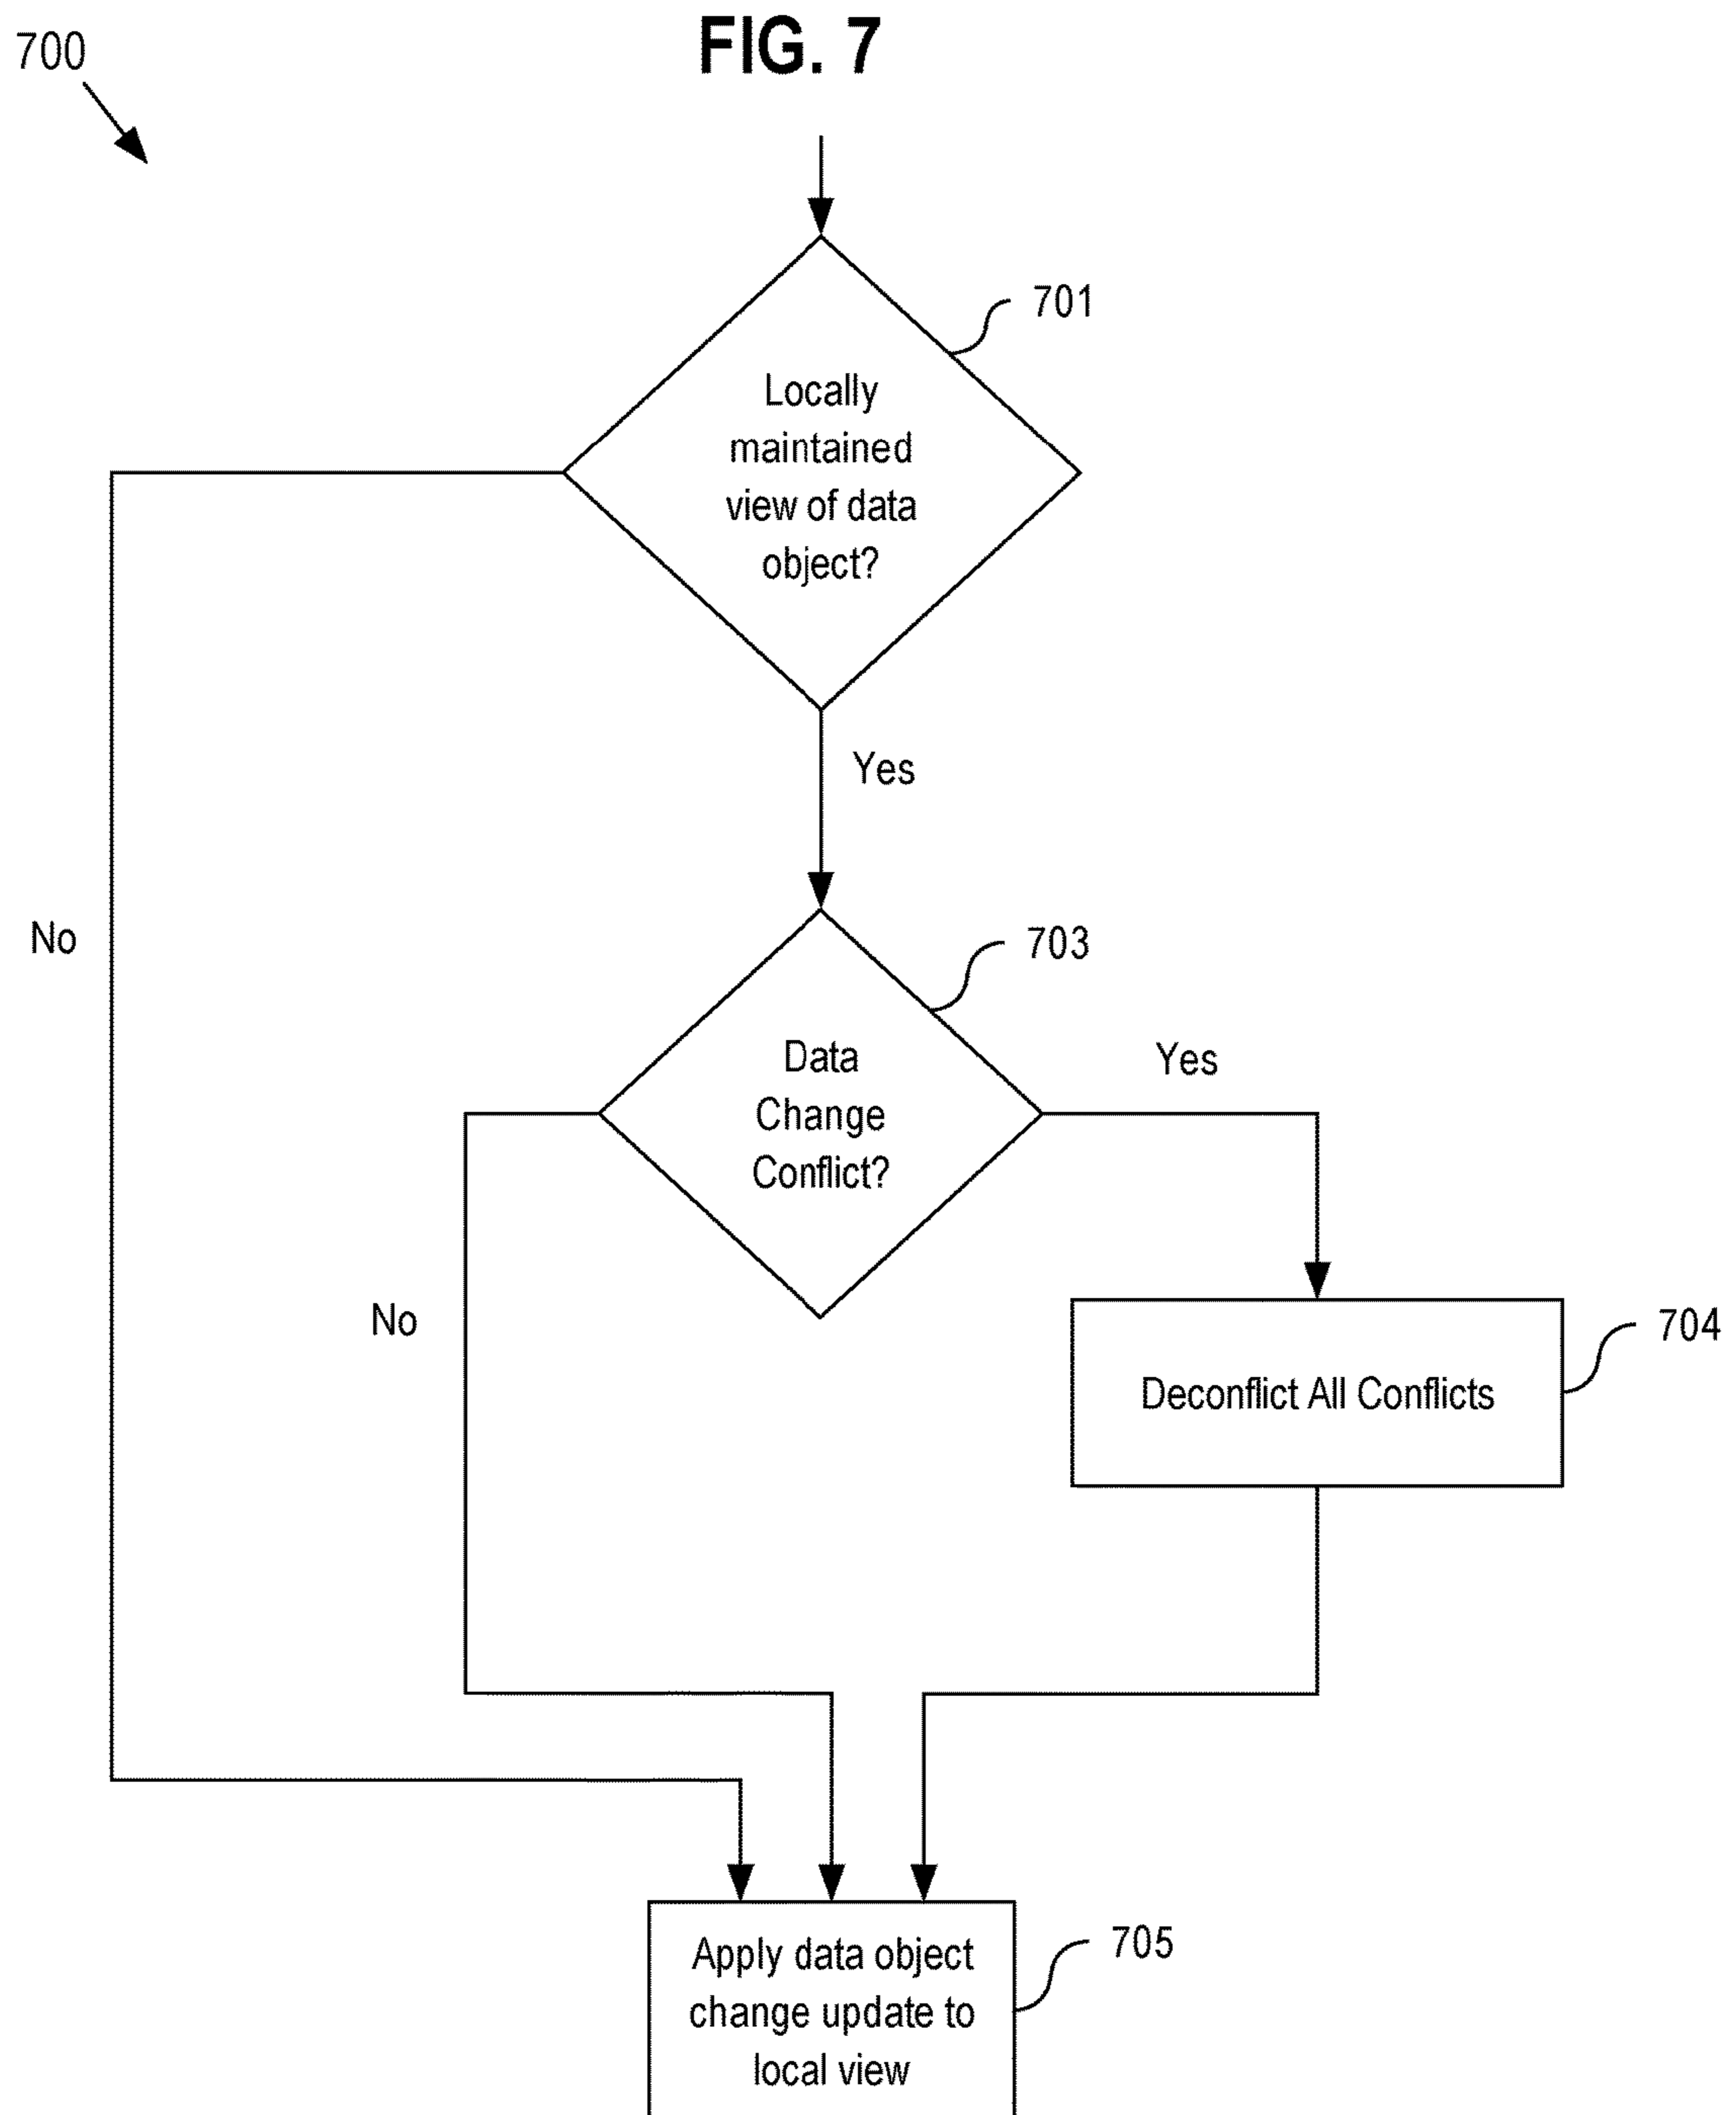 FIG. 7
700
701
Locally
maintained
view of data
object?
Yes
No
703
Data
Change
Conflict?
Yes
No
704
Deconflict All Conflicts
705
Apply data object
change update to
local view